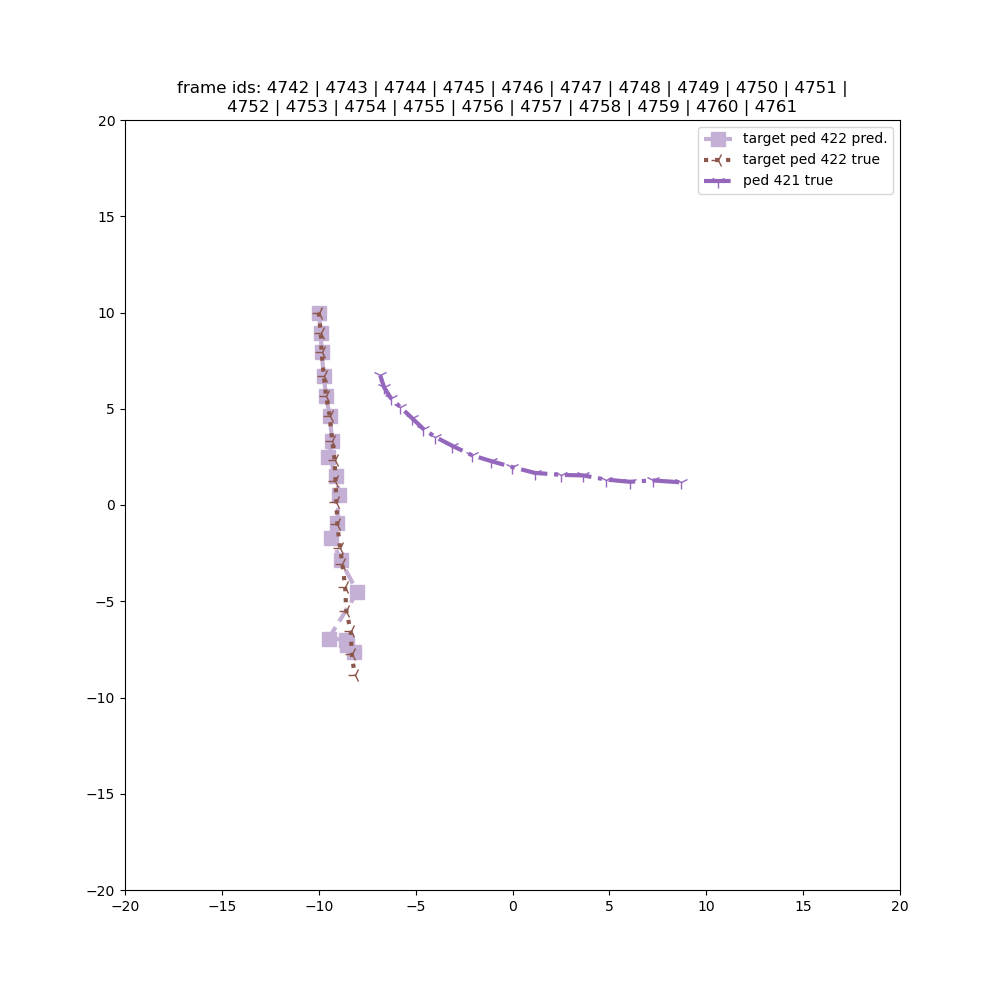 frame ids: 4742 | 4743 | 4744 | 4745 | 4746 | 4747 | 4748 | 4749 | 4750 | 4751 |
4752 | 4753 | 4754 | 4755 | 4756 | 4757 | 4758 | 4759 | 4760 | 4761
target ped 422 pred.
target ped 422 true
ped 421 true
20
15
10
5
0
−5
−10
−15
−20
−20 −15 −10 −5 0 5 10 15 20